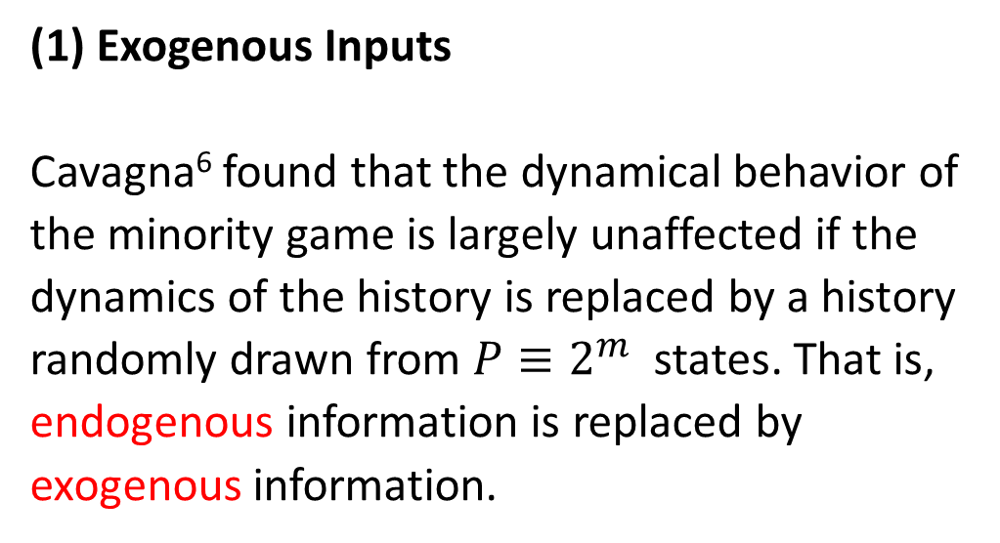 (1) Exogenous Inputs
Cavagna⁶ found that the dynamical behavior of
the minority game is largely unaffected if the
dynamics of the history is replaced by a history
randomly drawn from 𝑃 ≡ 2ᵐ states. That is,
endogenous information is replaced by
exogenous information.